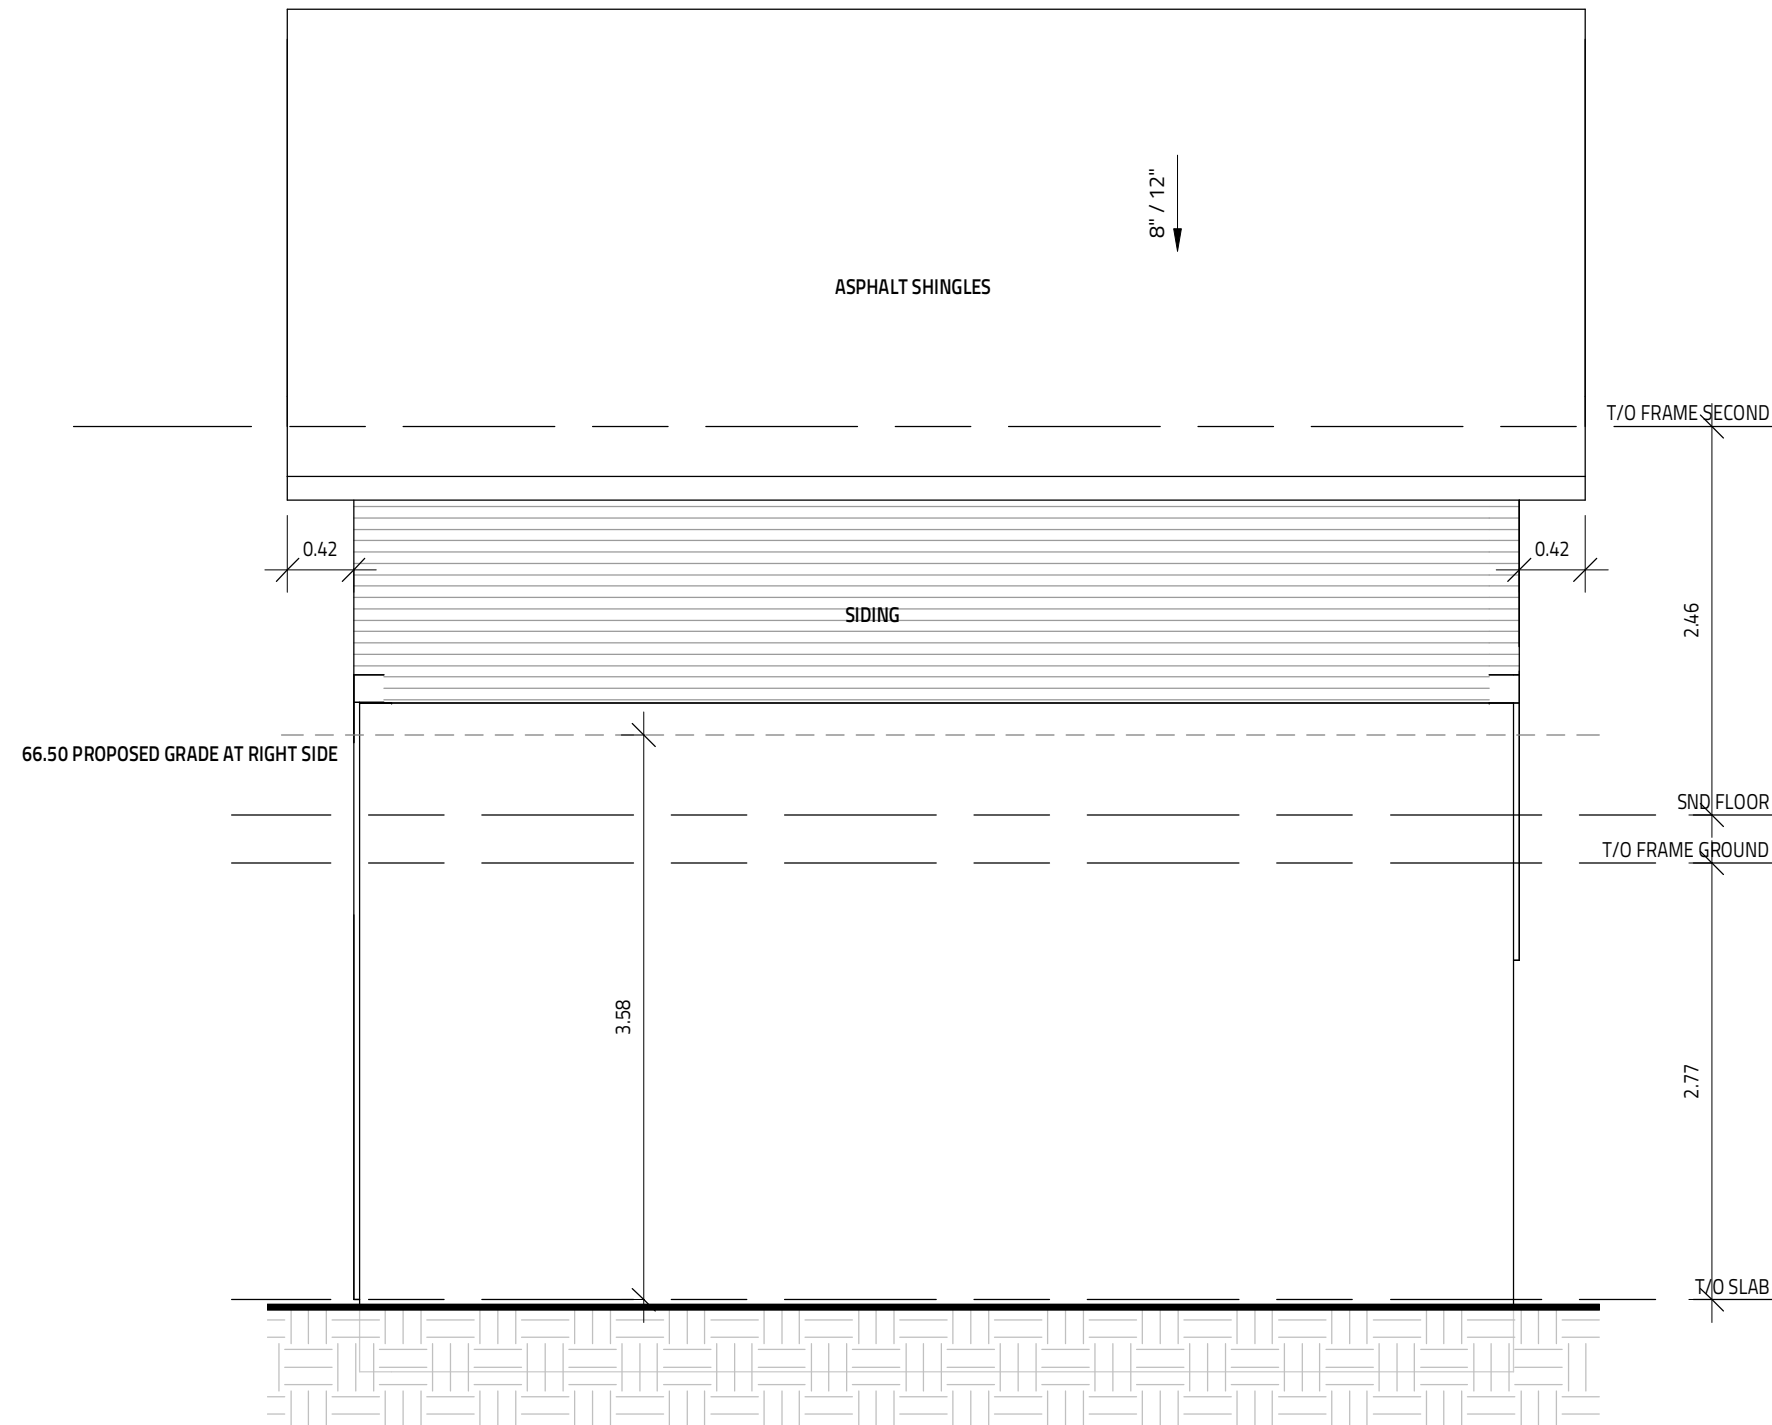 8" / 12"
ASPHALT SHINGLES
T/O FRAME SECOND
0.42
0.42
SIDING
2.46
66.50 PROPOSED GRADE AT RIGHT SIDE
SND FLOOR
T/O FRAME GROUND
3.58
2.77
T/O SLAB